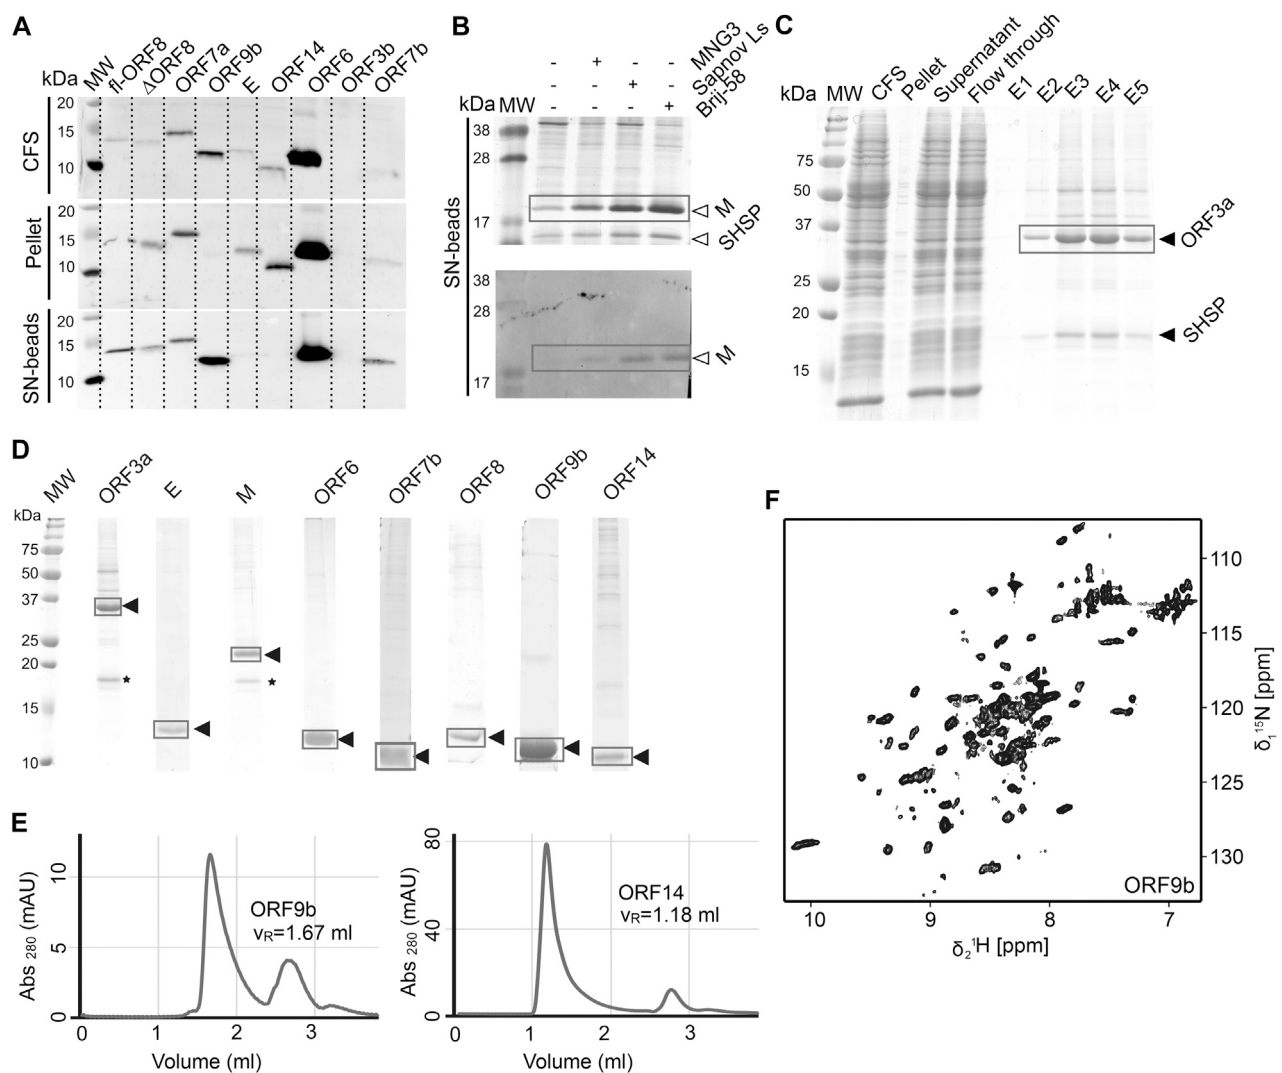 A
kDa
MW
fl-ORF8
ΔORF8
ORF7a
ORF9b
E
ORF14
ORF6
ORF3b
ORF7b
CFS
20
15
10
Pellet
20
15
10
SN-beads
20
15
10
B
- + - - MNG3
- - + - Sapnov Ls
- - - + Brij-58
kDa MW
SN-beads
38
28
17
M
SHSP
38
28
17
M
C
kDa
MW
CFS
Pellet
Supernatant
Flow through
E1
E2
E3
E4
E5
75
50
37
25
20
15
ORF3a
SHSP
D
kDa
MW
ORF3a
E
M
ORF6
ORF7b
ORF8
ORF9b
ORF14
75
50
37
25
20
15
10
E
Abs 280 (mAU)
10
5
0
ORF9b
vR=1.67 ml
0 1 2 3
Volume (ml)
Abs 280 (mAU)
80
40
0
ORF14
vR=1.18 ml
0 1 2 3
Volume (ml)
F
110
115
120
125
130
δ1 15N [ppm]
ORF9b
10 9 8 7
δ2 1H [ppm]